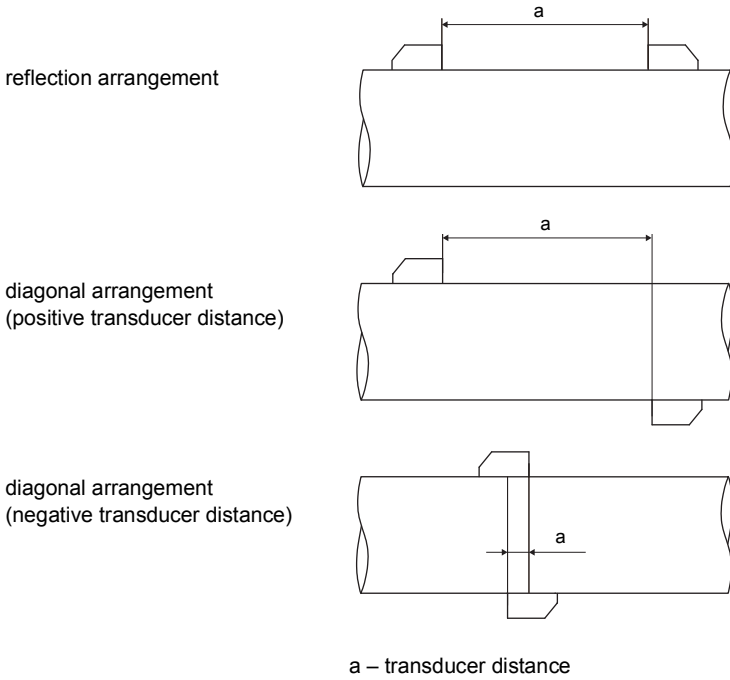 a
reflection arrangement
a
diagonal arrangement
(positive transducer distance)
diagonal arrangement
(negative transducer distance)
a
a – transducer distance